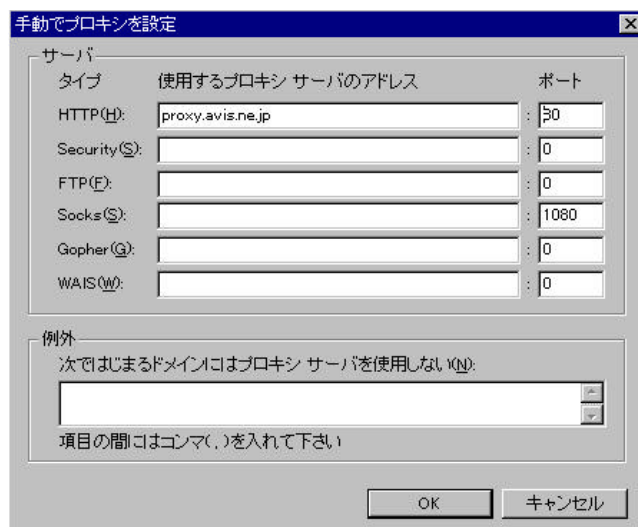 手動でプロキシを設定
サーバ
タイプ 使用するプロキシ サーバのアドレス ポート
HTTP(H): proxy.avis.ne.jp : 80
Security(S): : 0
FTP(F): : 0
Socks(S): : 1080
Gopher(G): : 0
WAIS(W): : 0
例外
次ではじまるドメインにはプロキシ サーバを使用しない(N):
項目の間にはコンマ(,)を入れて下さい
OK キャンセル